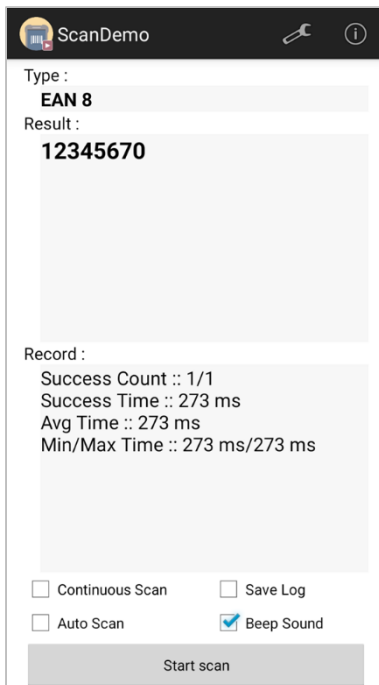 ScanDemo
Type :
EAN 8
Result :
12345670
Record :
Success Count :: 1/1
Success Time :: 273 ms
Avg Time :: 273 ms
Min/Max Time :: 273 ms/273 ms
Continuous Scan
Save Log
Auto Scan
Beep Sound
Start scan